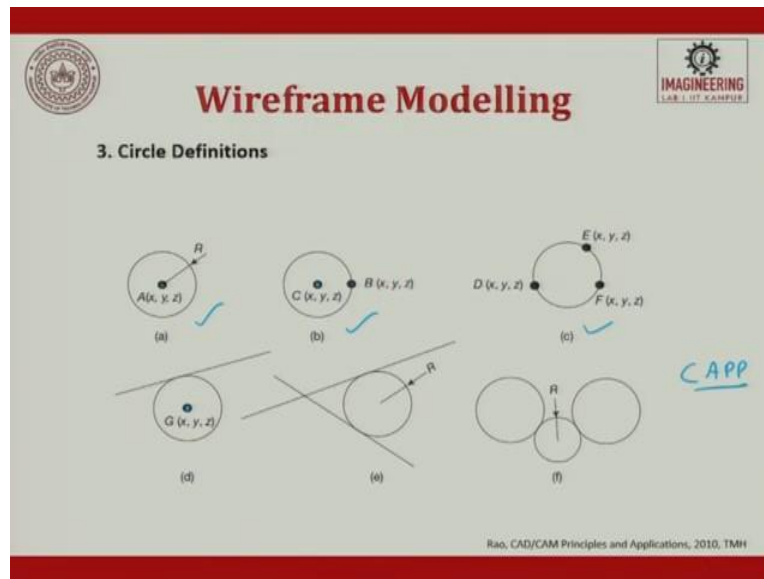 Wireframe Modelling
IMAGINEERING
LAB | IIT KANPUR
3. Circle Definitions
R
A(x, y, z)
(a)
C (x, y, z)
B (x, y, z)
(b)
E (x, y, z)
D (x, y, z)
F (x, y, z)
(c)
G (x, y, z)
(d)
R
(e)
R
(f)
CAPP
Rao, CAD/CAM Principles and Applications, 2010, TMH